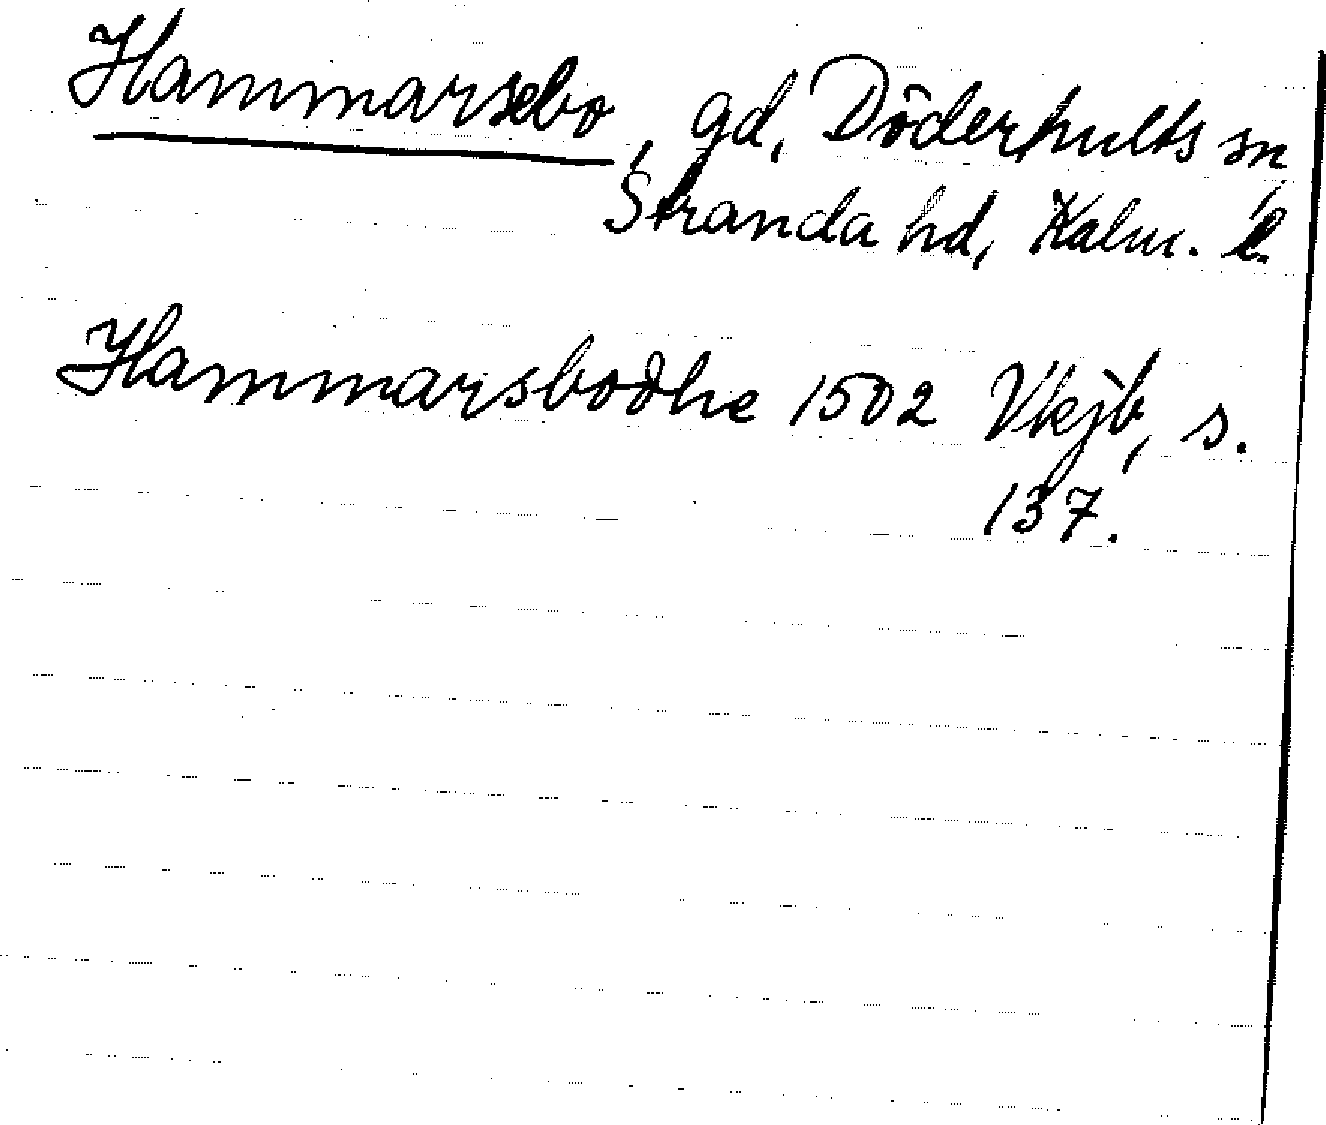 Hammarsebo, gd, Döderhults sn,
Stranda hd, Kalm. l.
Hammarsbodhe 1502 Vkjb, s.
137.